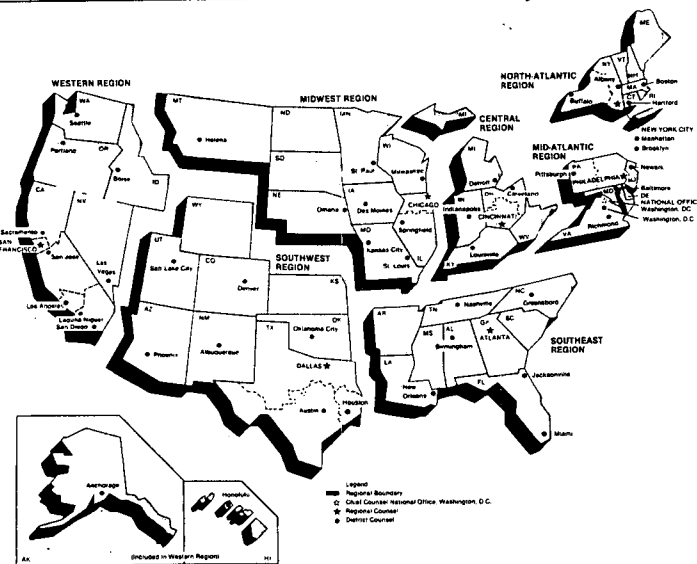 WESTERN REGION
WA
Seattle
Portland
OR
Boise
ID
CA
NV
Sacramento
SAN FRANCISCO
San Jose
Las Vegas
Los Angeles
Laguna Niguel
San Diego
MIDWEST REGION
MT
Helena
ND
MN
SD
St. Paul
WI
Milwaukee
NE
Omaha
IA
Des Moines
CHICAGO
MO
Kansas City
St. Louis
Springfield
IL
CENTRAL REGION
MI
MI
Detroit
Cleveland
OH
IN
Indianapolis
CINCINNATI
WV
Louisville
KY
NORTH-ATLANTIC REGION
ME
NY
VT
NH
Albany
MA
Boston
Buffalo
CT
RI
Hartford
NEW YORK CITY
Manhattan
Brooklyn
MID-ATLANTIC REGION
PA
Pittsburgh
PHILADELPHIA
Newark
NJ
MD
Baltimore
DE
NATIONAL OFFIC
Washington, DC
Washington, D.C.
Richmond
VA
SOUTHWEST REGION
WY
UT
Salt Lake City
CO
Denver
KS
AZ
Phoenix
NM
Albuquerque
TX
OK
Oklahoma City
DALLAS
Austin
Houston
SOUTHEAST REGION
AR
TN
Nashville
NC
Greensboro
MS
AL
Birmingham
GA
ATLANTA
SC
LA
New Orleans
FL
Jacksonville
Miami
Anchorage
AK
Honolulu
HI
(Included in Western Region)
Legend
Regional Boundary
Chief Counsel National Office, Washington, D.C.
Regional Counsel
District Counsel